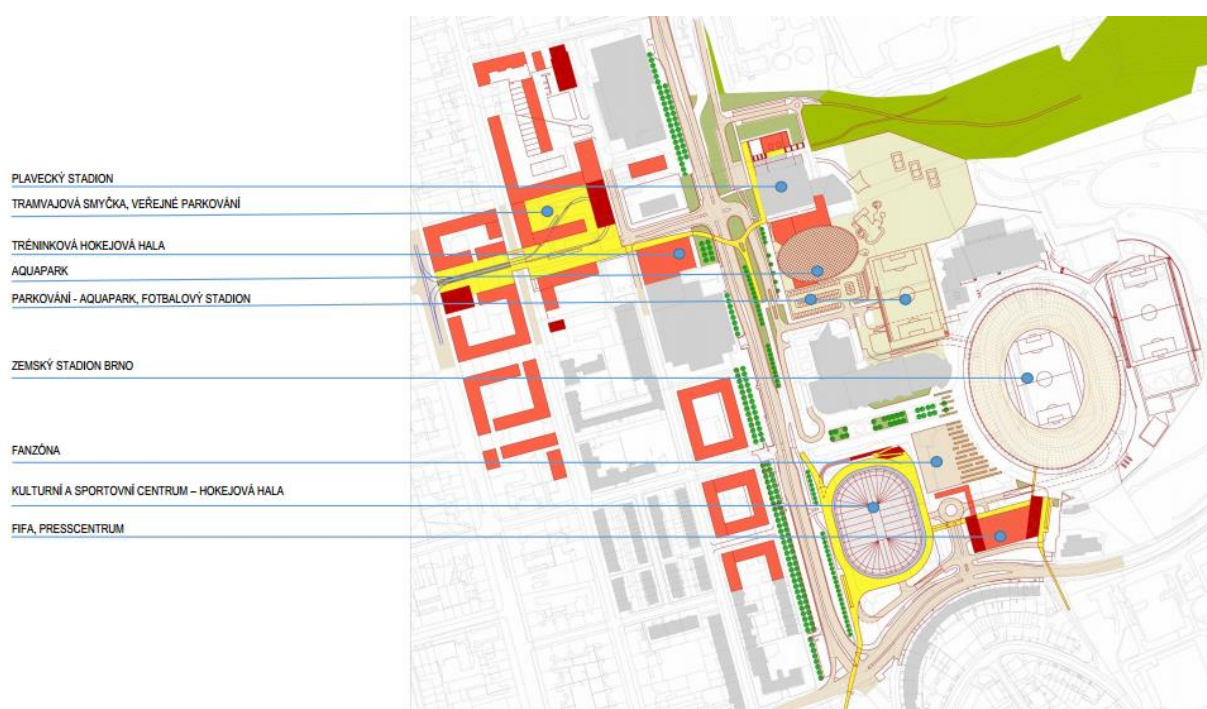 PLAVECKÝ STADION
TRAMVAJOVÁ SMYČKA, VEŘEJNÉ PARKOVÁNÍ
TRÉNINKOVÁ HOKEJOVÁ HALA
AQUAPARK
PARKOVÁNÍ - AQUAPARK, FOTBALOVÝ STADION
ZEMSKÝ STADION BRNO
FANZÓNA
KULTURNÍ A SPORTOVNÍ CENTRUM – HOKEJOVÁ HALA
FIFA, PRESSCENTRUM